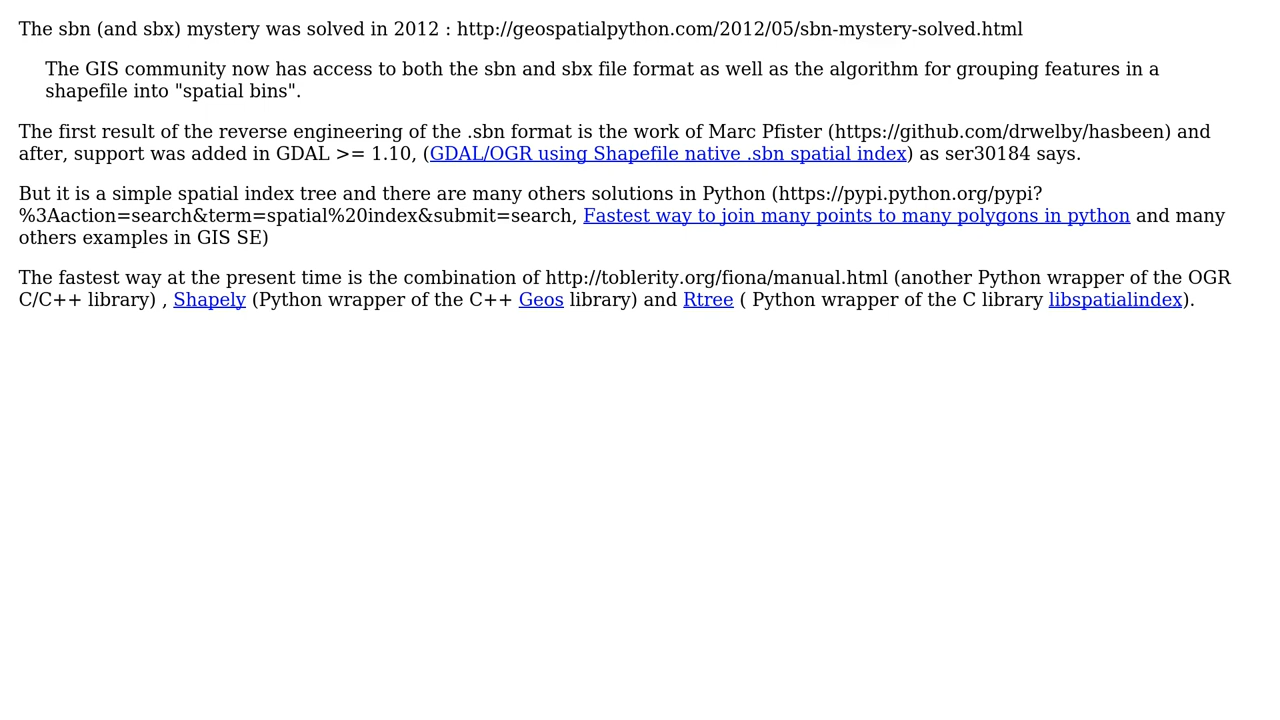 The sbn (and sbx) mystery was solved in 2012 : http://geospatialpython.com/2012/05/sbn-mystery-solved.html
The GIS community now has access to both the sbn and sbx file format as well as the algorithm for grouping features in a
shapefile into "spatial bins".
The first result of the reverse engineering of the .sbn format is the work of Marc Pfister (https://github.com/drwelby/hasbeen) and
after, support was added in GDAL >= 1.10, (GDAL/OGR using Shapefile native .sbn spatial index) as ser30184 says.
But it is a simple spatial index tree and there are many others solutions in Python (https://pypi.python.org/pypi?
%3Aaction=search&term=spatial%20index&submit=search, Fastest way to join many points to many polygons in python and many
others examples in GIS SE)
The fastest way at the present time is the combination of http://toblerity.org/fiona/manual.html (another Python wrapper of the OGR
C/C++ library) , Shapely (Python wrapper of the C++ Geos library) and Rtree ( Python wrapper of the C library libspatialindex).